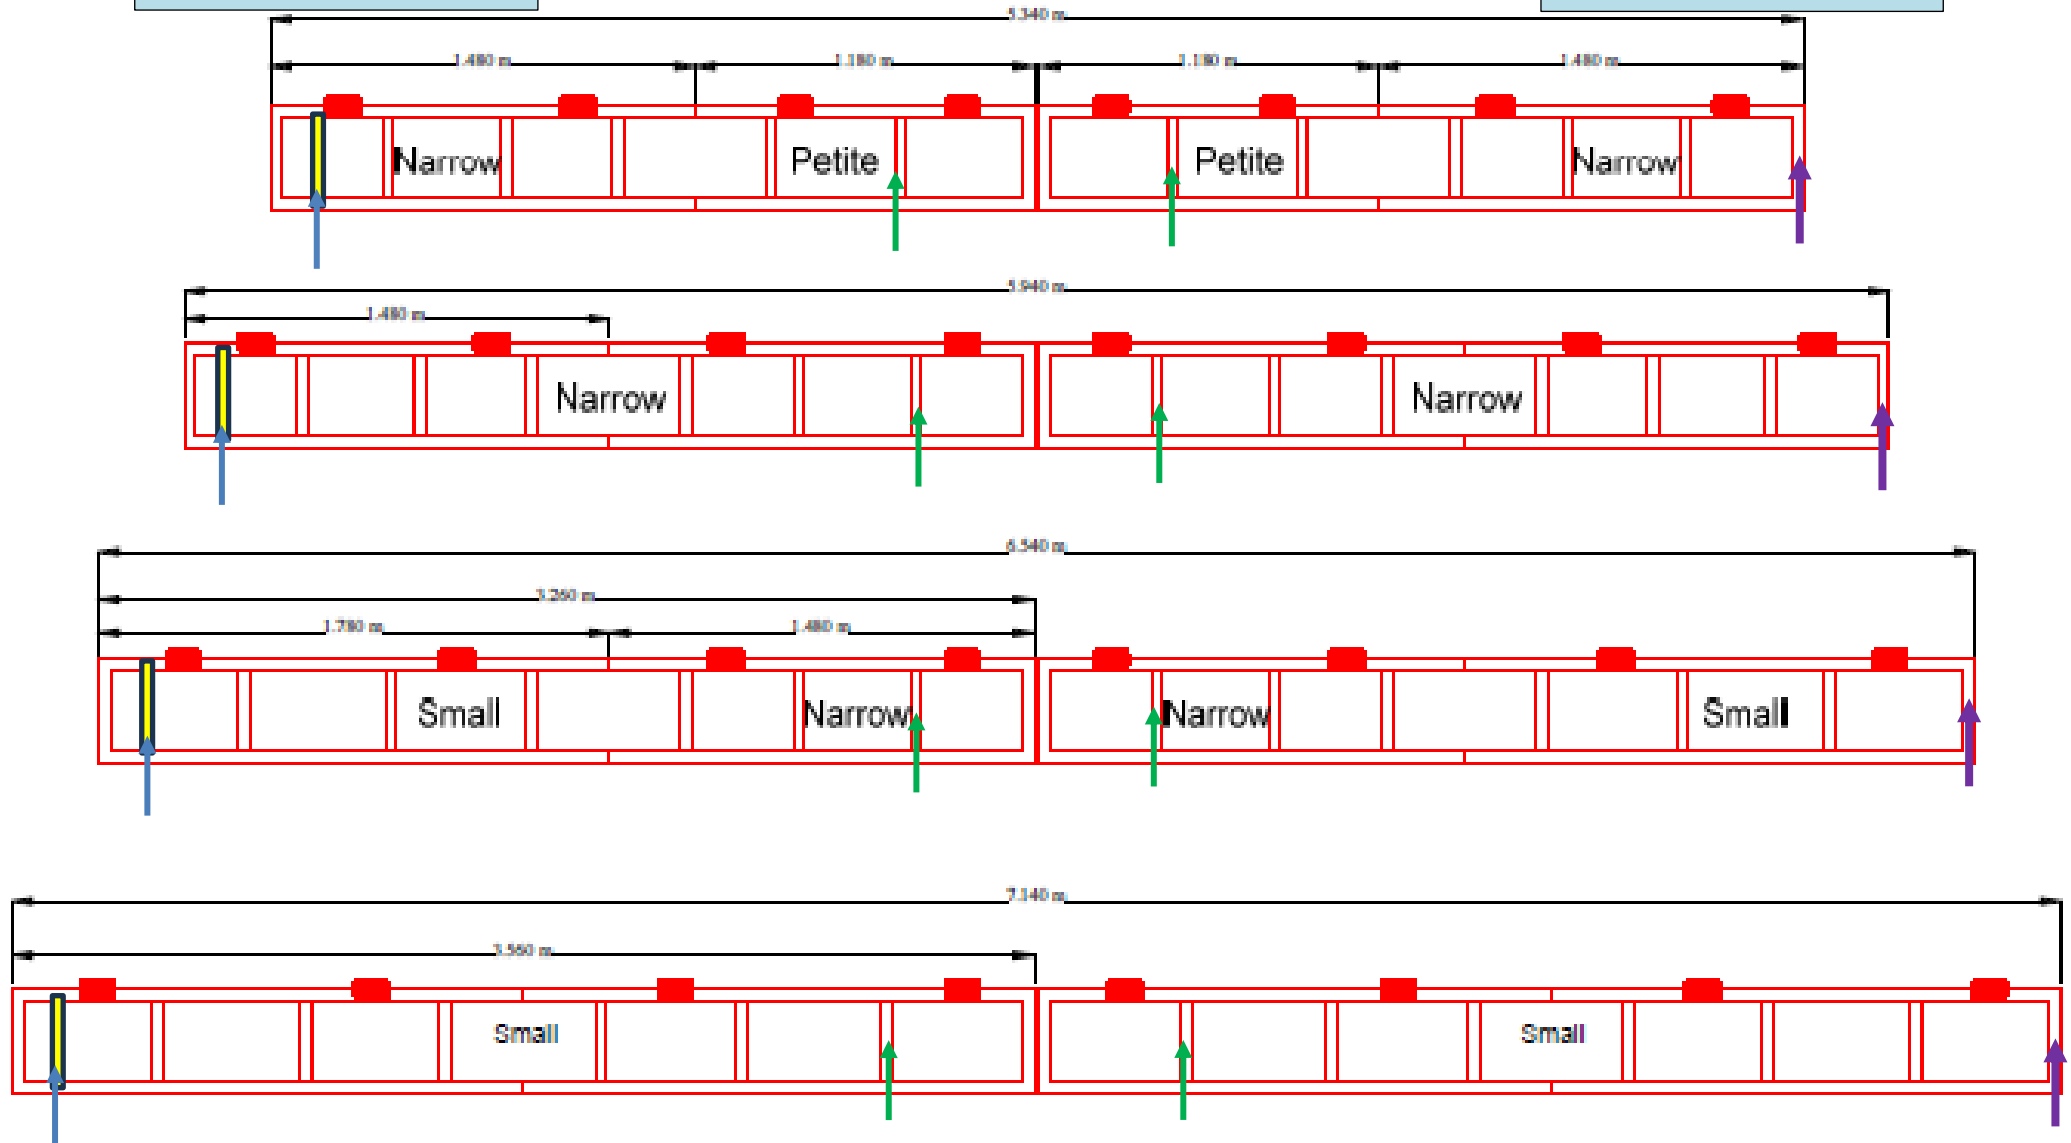 5.340 m
1.480 m 1.180 m 1.180 m 1.480 m
Narrow Petite Petite Narrow
5.940 m
1.480 m
Narrow Narrow
6.540 m
3.260 m
1.780 m 1.480 m
Small Narrow Narrow Small
7.140 m
3.560 m
Small Small